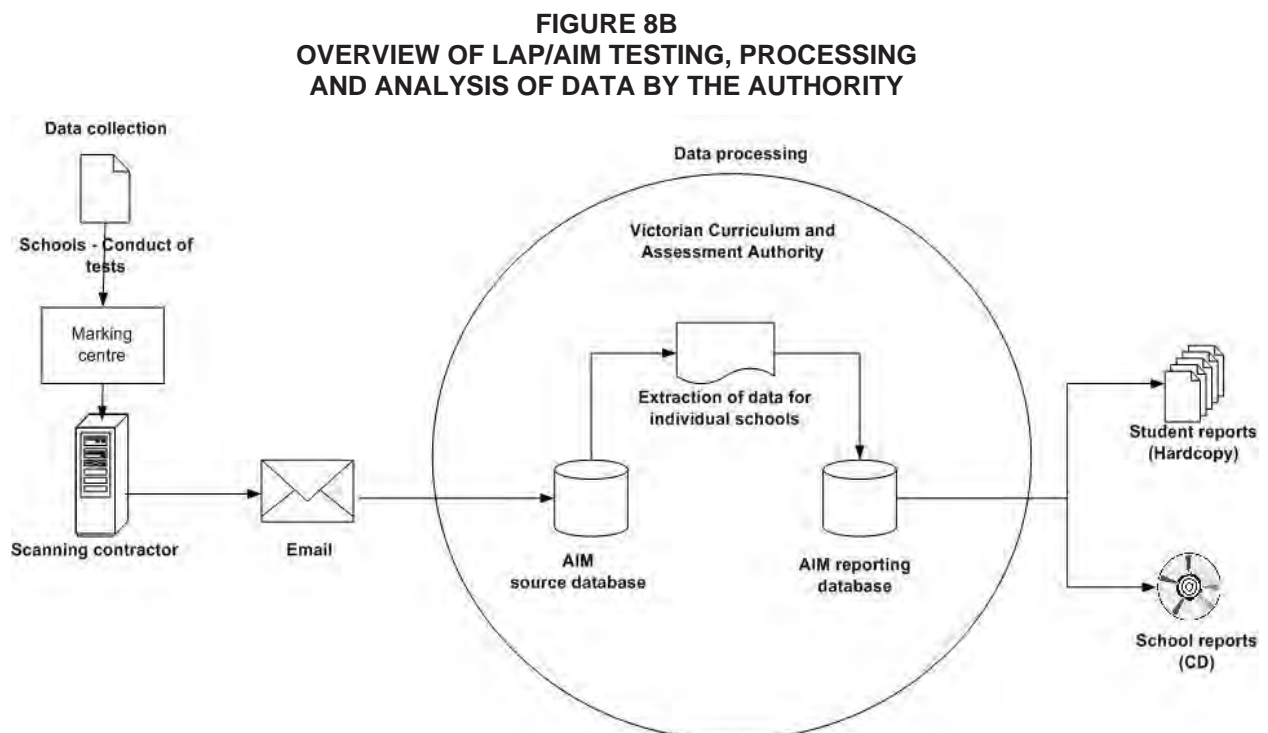 FIGURE 8B
OVERVIEW OF LAP/AIM TESTING, PROCESSING
AND ANALYSIS OF DATA BY THE AUTHORITY
Data collection
Schools - Conduct of
tests
Marking
centre
Scanning contractor
Email
Data processing
Victorian Curriculum and
Assessment Authority
Extraction of data for
individual schools
AIM
source database
AIM reporting
database
Student reports
(Hardcopy)
School reports
(CD)